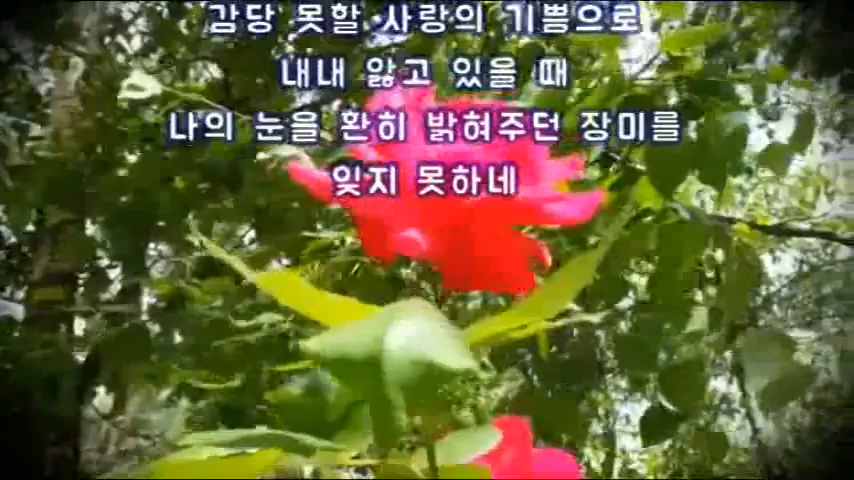 감당 못할 사랑의 기쁨으로
내내 앓고 있을 때
나의 눈을 환히 밝혀주던 장미를
잊지 못하네